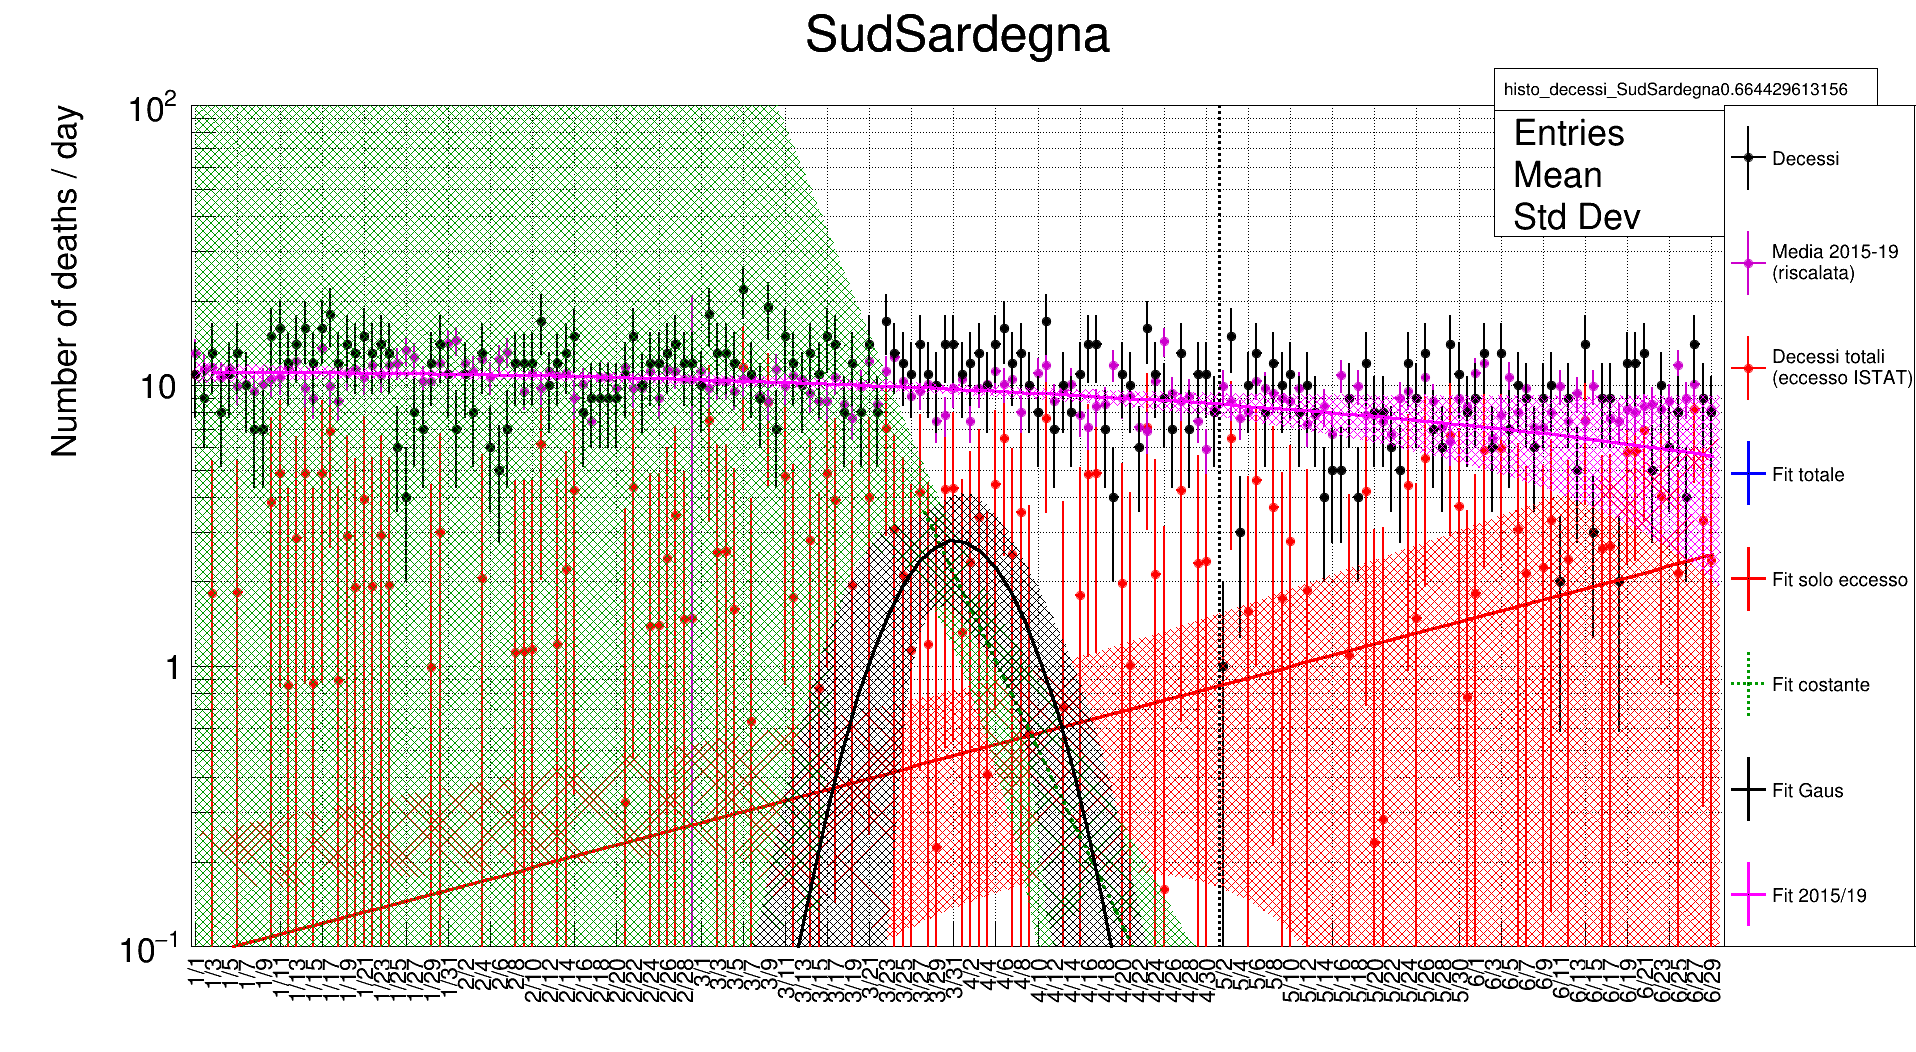 SudSardegna
histo_decessi_SudSardegna0.664429613156
Entries
Mean
Std Dev
Number of deaths / day
10²
10
1
10⁻¹
Decessi
Media 2015-19
(riscalata)
Decessi totali
(eccesso ISTAT)
Fit totale
Fit solo eccesso
Fit costante
Fit Gaus
Fit 2015/19
1/1 1/3 1/5 1/7 1/9 1/11 1/13 1/15 1/17 1/19 1/21 1/23 1/25 1/27 1/29 1/31 2/2 2/4 2/6 2/8 2/10 2/12 2/14 2/16 2/18 2/20 2/22 2/24 2/26 2/28 3/1 3/3 3/5 3/7 3/9 3/11 3/13 3/15 3/17 3/19 3/21 3/23 3/25 3/27 3/29 3/31 4/2 4/4 4/6 4/8 4/10 4/12 4/14 4/16 4/18 4/20 4/22 4/24 4/26 4/28 4/30 5/2 5/4 5/6 5/8 5/10 5/12 5/14 5/16 5/18 5/20 5/22 5/24 5/26 5/28 5/30 6/1 6/3 6/5 6/7 6/9 6/11 6/13 6/15 6/17 6/19 6/21 6/23 6/25 6/27 6/29